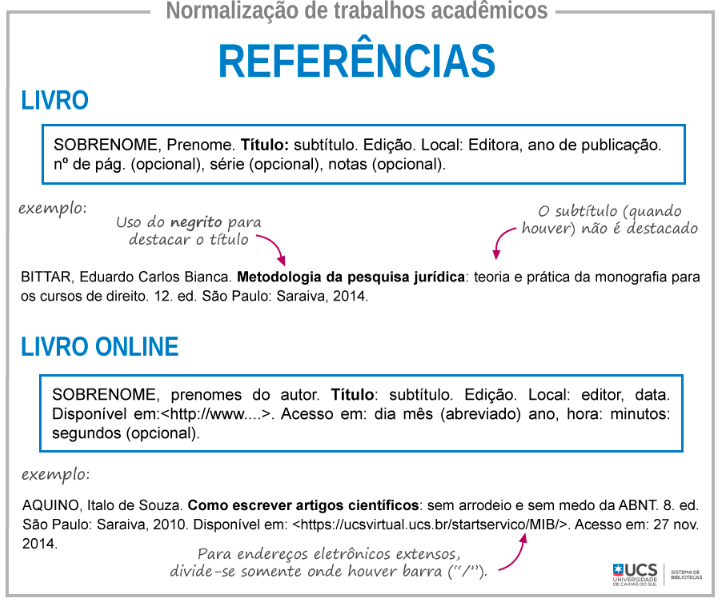 Normalização de trabalhos acadêmicos
REFERÊNCIAS
LIVRO
SOBRENOME, Prenome. Título: subtítulo. Edição. Local: Editora, ano de publicação.
nº de pág. (opcional), série (opcional), notas (opcional).
exemplo:
Uso do negrito para
destacar o título
O subtítulo (quando
houver) não é destacado
BITTAR, Eduardo Carlos Bianca. Metodologia da pesquisa jurídica: teoria e prática da monografia para
os cursos de direito. 12. ed. São Paulo: Saraiva, 2014.
LIVRO ONLINE
SOBRENOME, prenomes do autor. Título: subtítulo. Edição. Local: editor, data.
Disponível em:<http://www....>. Acesso em: dia mês (abreviado) ano, hora: minutos:
segundos (opcional).
exemplo:
AQUINO, Italo de Souza. Como escrever artigos científicos: sem arrodeio e sem medo da ABNT. 8. ed.
São Paulo: Saraiva, 2010. Disponível em: <https://ucsvirtual.ucs.br/startservico/MIB/>. Acesso em: 27 nov.
2014.
Para endereços eletrônicos extensos,
divide-se somente onde houver barra (“/”).
UCS
UNIVERSIDADE
DE CAXIAS DO SUL
SISTEMA DE
BIBLIOTECAS